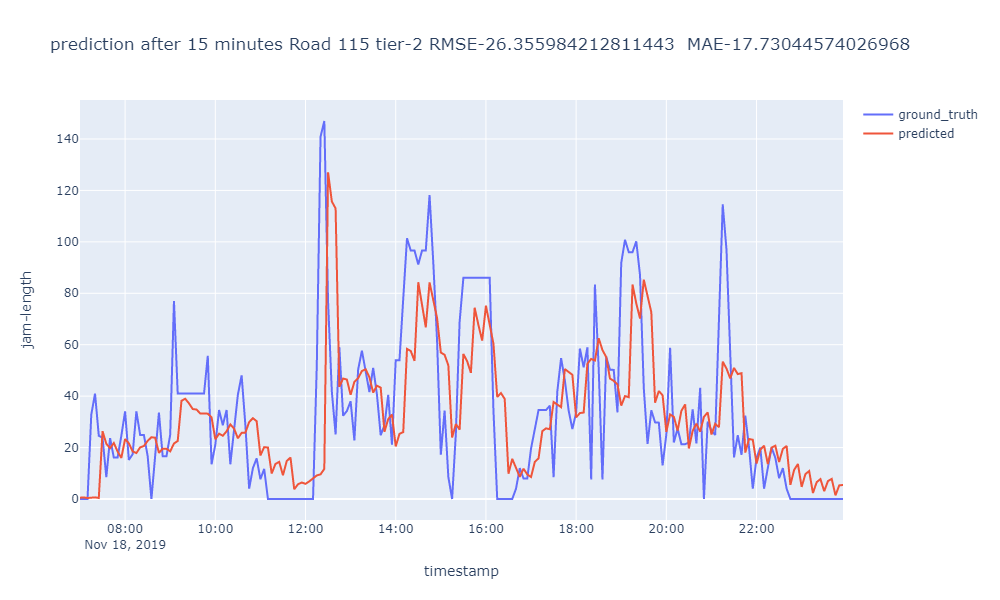 prediction after 15 minutes Road 115 tier-2 RMSE-26.355984212811443  MAE-17.73044574026968
ground_truth
predicted
jam-length
140
120
100
80
60
40
20
0
08:00 10:00 12:00 14:00 16:00 18:00 20:00 22:00
Nov 18, 2019
timestamp